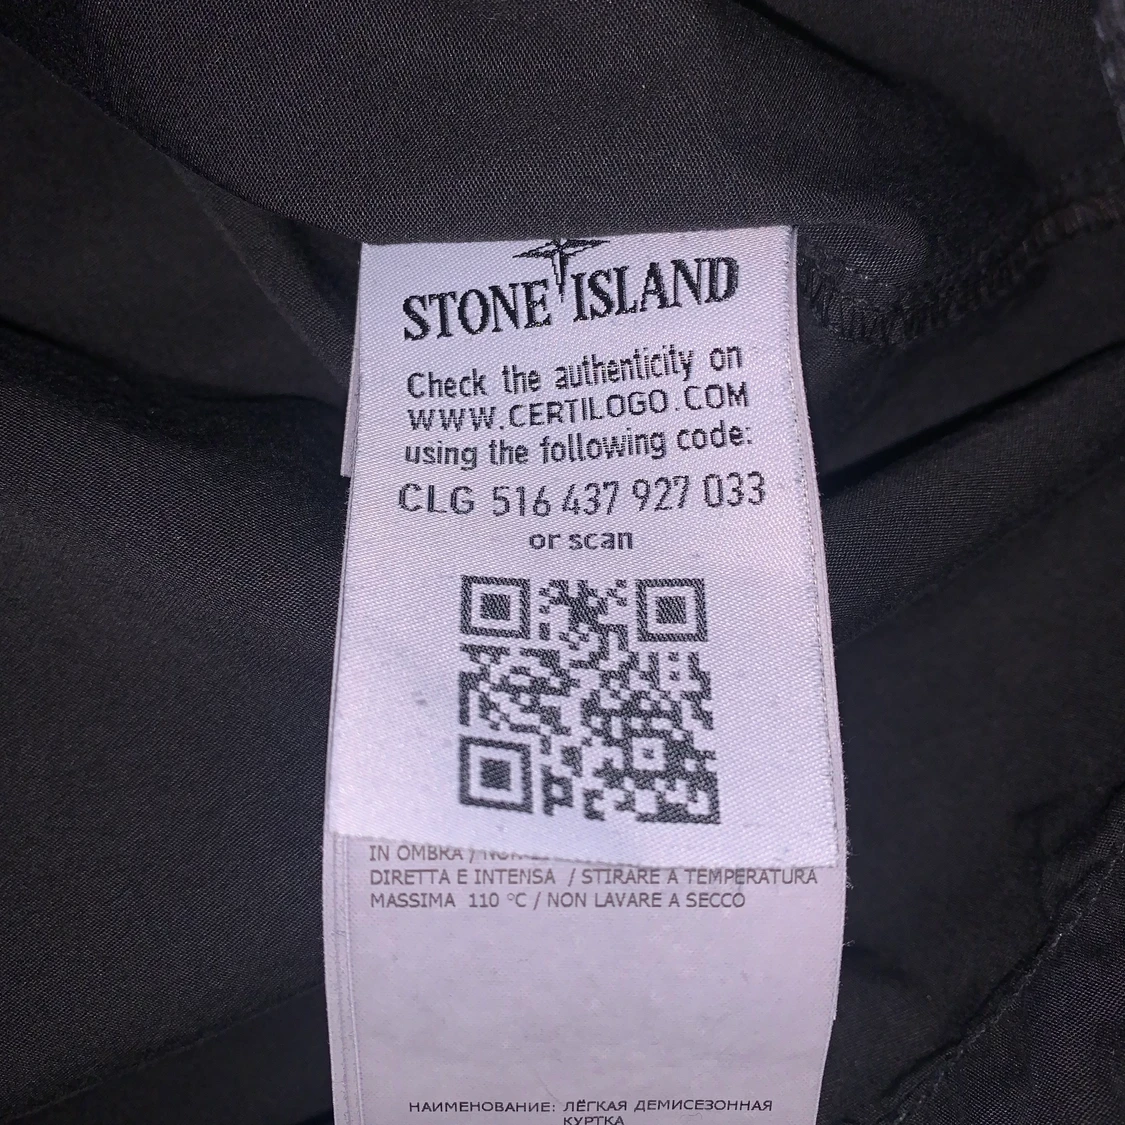 STONE ISLAND
Check the authenticity on
WWW.CERTILOGO.COM
using the following code:
CLG 516 437 927 033
or scan
IN OMBRA /
DIRETTA E INTENSA / STIRARE A TEMPERATURA
MASSIMA 110 °C / NON LAVARE A SECCO
НАИМЕНОВАНИЕ: ЛЁГКАЯ ДЕМИСЕЗОННАЯ
КУРТКА